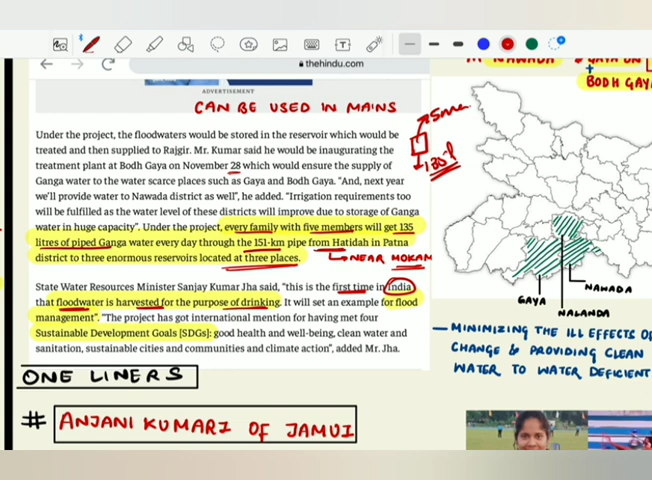 thehindu.com
NAWADA
GAYA ON
+
BODH GAYA
ADVERTISEMENT
CAN BE USED IN MAINS
5 mem
135 l
Under the project, the floodwaters would be stored in the reservoir which would be
treated and then supplied to Rajgir. Mr. Kumar said he would be inaugurating the
treatment plant at Bodh Gaya on November 28 which would ensure the supply of
Ganga water to the water scarce places such as Gaya and Bodh Gaya. "And, next year
we'll provide water to Nawada district as well", he added. "Irrigation requirements too
will be fulfilled as the water level of these districts will improve due to storage of Ganga
water in huge capacity". Under the project, every family with five members will get 135
litres of piped Ganga water every day through the 151-km pipe from Hatidah in Patna
district to three enormous reservoirs located at three places.
NEAR MOKAM
State Water Resources Minister Sanjay Kumar Jha said, "this is the first time in India
that floodwater is harvested for the purpose of drinking. It will set an example for flood
management". "The project has got international mention for having met four
Sustainable Development Goals [SDGs]: good health and well-being, clean water and
sanitation, sustainable cities and communities and climate action", added Mr. Jha.
NAWADA
GAYA
NALANDA
– MINIMIZING THE ILL EFFECTS OF
CHANGE & PROVIDING CLEAN
WATER TO WATER DEFICIENT
ONE LINERS
# ANJANI KUMARI OF JAMUI